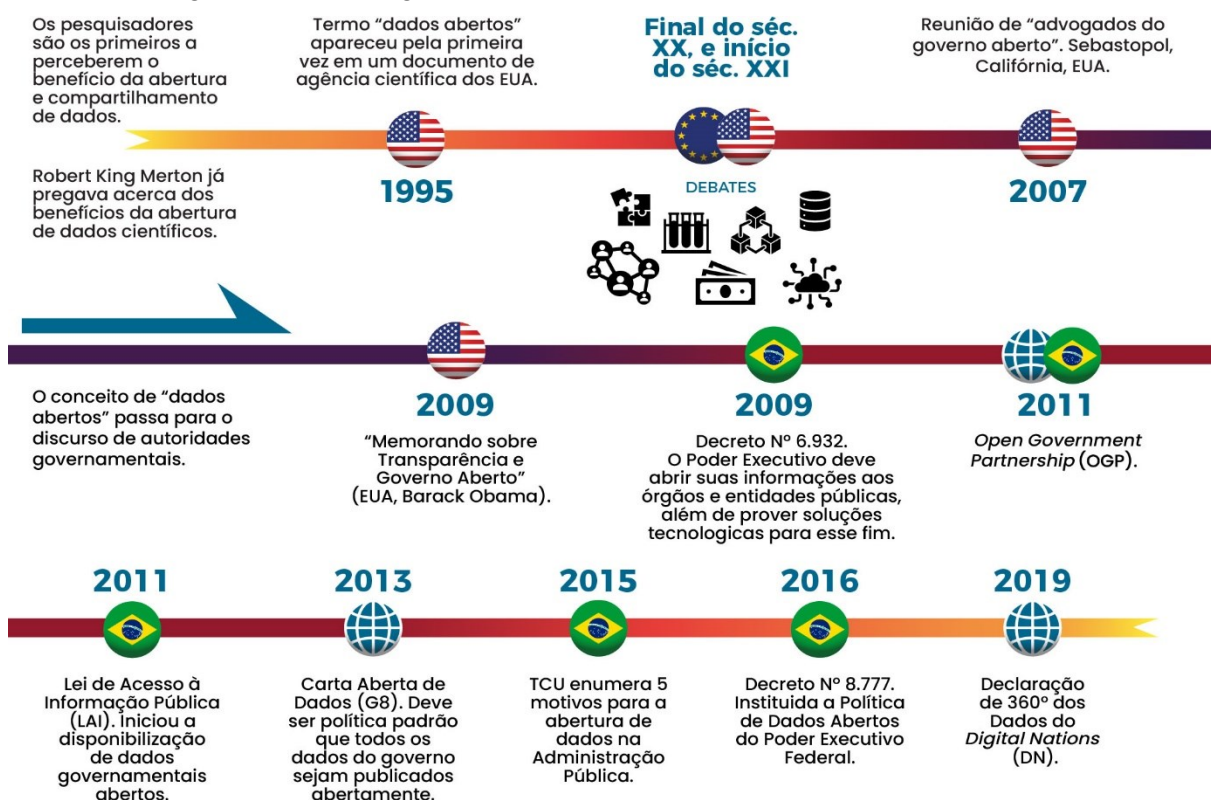 Os pesquisadores
são os primeiros a
perceberem o
benefício da abertura
e compartilhamento
de dados.
Robert King Merton já
pregava acerca dos
benefícios da abertura
de dados científicos.
Termo “dados abertos”
apareceu pela primeira
vez em um documento de
agência científica dos EUA.
1995
Final do séc.
XX, e início
do séc. XXI
DEBATES
Reunião de “advogados do
governo aberto”. Sebastopol,
Califórnia, EUA.
2007
O conceito de “dados
abertos” passa para o
discurso de autoridades
governamentais.
2009
“Memorando sobre
Transparência e
Governo Aberto”
(EUA, Barack Obama).
2009
Decreto Nº 6.932.
O Poder Executivo deve
abrir suas informações aos
órgãos e entidades públicas,
além de prover soluções
tecnologicas para esse fim.
2011
Open Government
Partnership (OGP).
2011
Lei de Acesso à
Informação Pública
(LAI). Iniciou a
disponibilização
de dados
governamentais
abertos.
2013
Carta Aberta de
Dados (G8). Deve
ser política padrão
que todos os
dados do governo
sejam publicados
abertamente.
2015
TCU enumera 5
motivos para a
abertura de
dados na
Administração
Pública.
2016
Decreto Nº 8.777.
Instituida a Política
de Dados Abertos
do Poder Executivo
Federal.
2019
Declaração
de 360° dos
Dados do
Digital Nations
(DN).